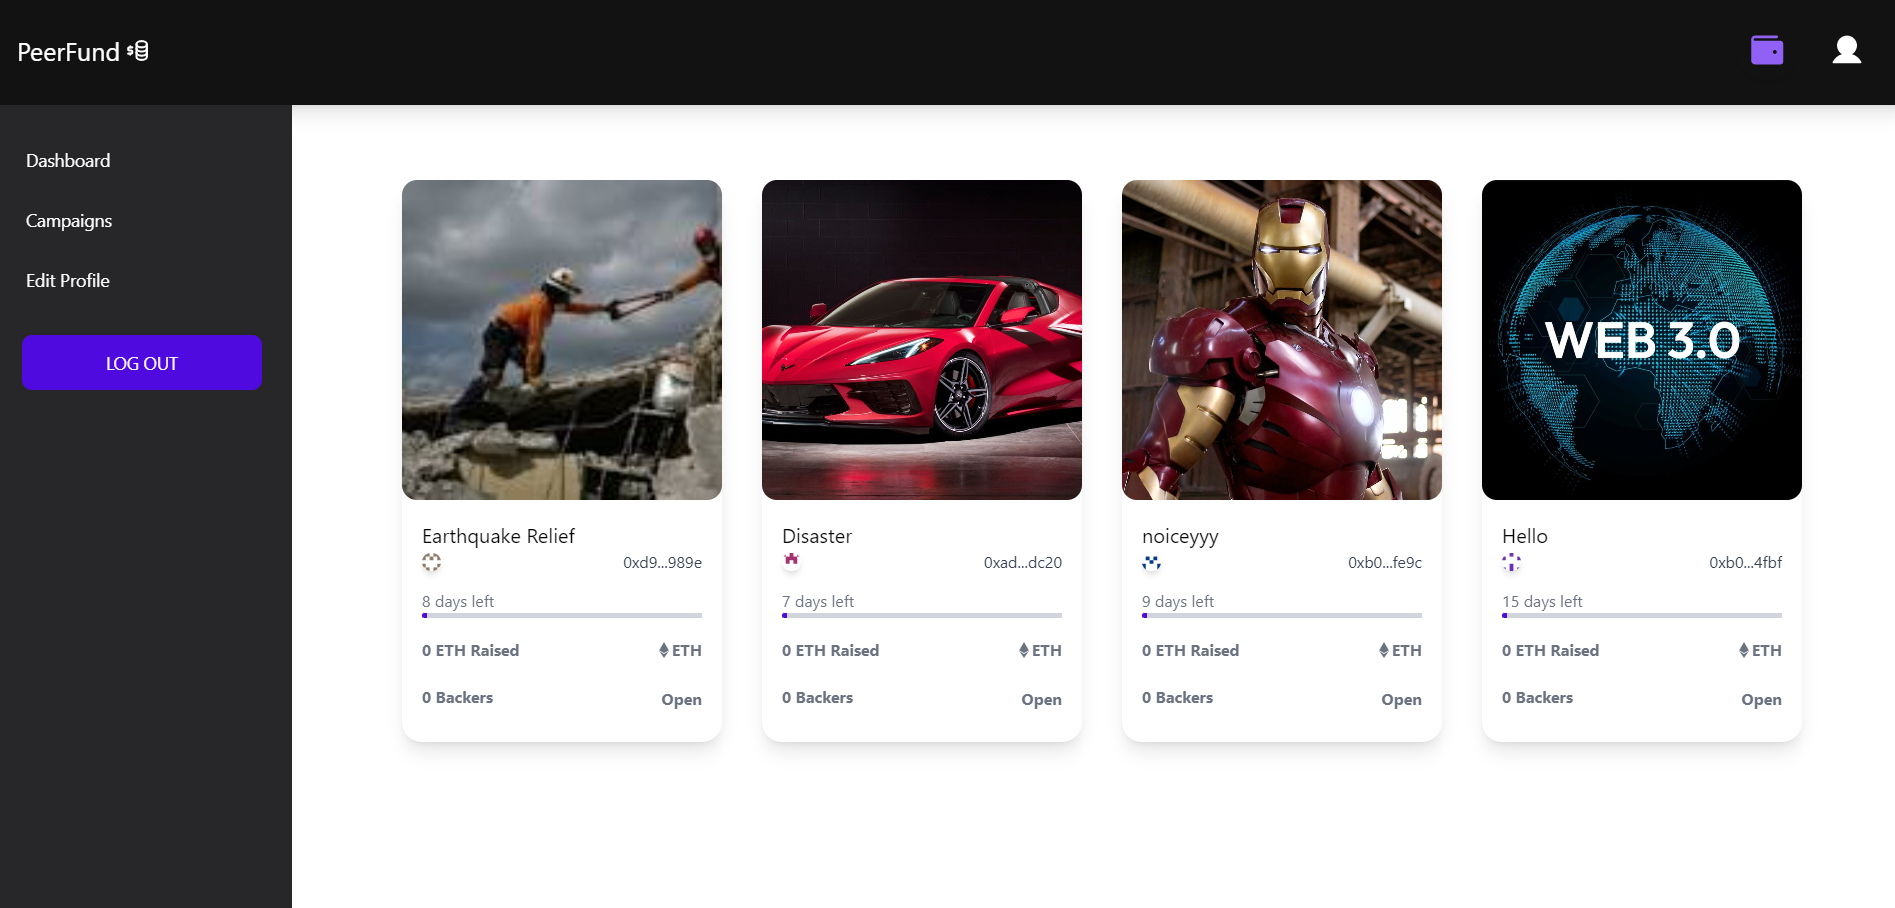 PeerFund
Dashboard
Campaigns
Edit Profile
LOG OUT
Earthquake Relief
0xd9...989e
8 days left
0 ETH Raised
ETH
0 Backers
Open
Disaster
0xad...dc20
7 days left
0 ETH Raised
ETH
0 Backers
Open
noiceyyy
0xb0...fe9c
9 days left
0 ETH Raised
ETH
0 Backers
Open
WEB 3.0
Hello
0xb0...4fbf
15 days left
0 ETH Raised
ETH
0 Backers
Open